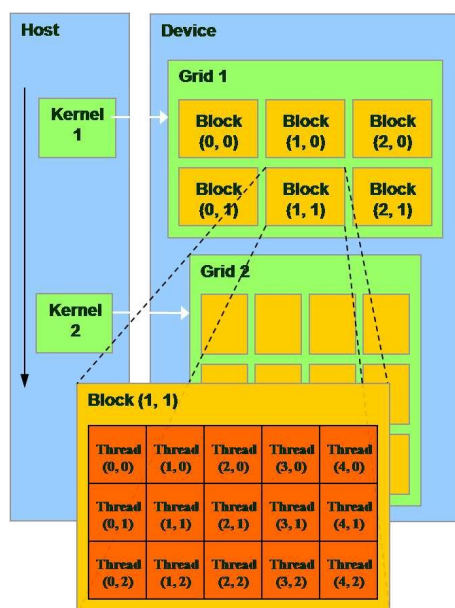 Host
Device
Grid 1
Kernel
1
Block
(0, 0)
Block
(1, 0)
Block
(2, 0)
Block
(0, 1)
Block
(1, 1)
Block
(2, 1)
Grid 2
Kernel
2
Block (1, 1)
Thread
(0, 0)
Thread
(1, 0)
Thread
(2, 0)
Thread
(3, 0)
Thread
(4, 0)
Thread
(0, 1)
Thread
(1, 1)
Thread
(2, 1)
Thread
(3, 1)
Thread
(4, 1)
Thread
(0, 2)
Thread
(1, 2)
Thread
(2, 2)
Thread
(3, 2)
Thread
(4, 2)